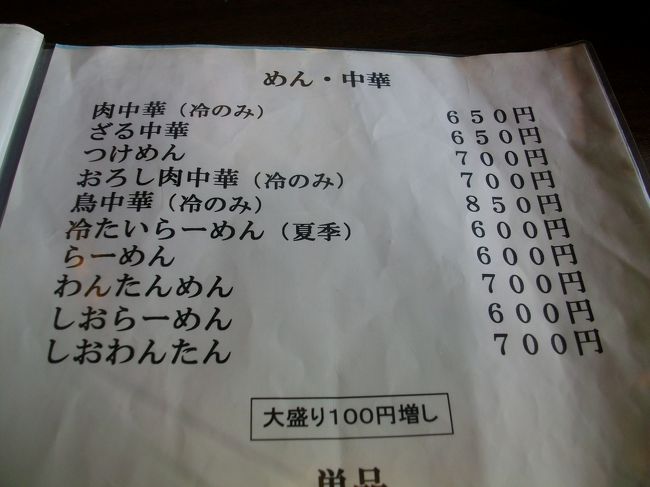 めん・中華
肉中華（冷のみ） ６５０円
ざる中華 ６５０円
つけめん ７００円
おろし肉中華（冷のみ） ７００円
鳥中華（冷のみ） ８５０円
冷たいらーめん（夏季） ６００円
らーめん ６００円
わんたんめん ７００円
しおらーめん ６００円
しおわんたん ７００円
大盛り１００円増し
単品